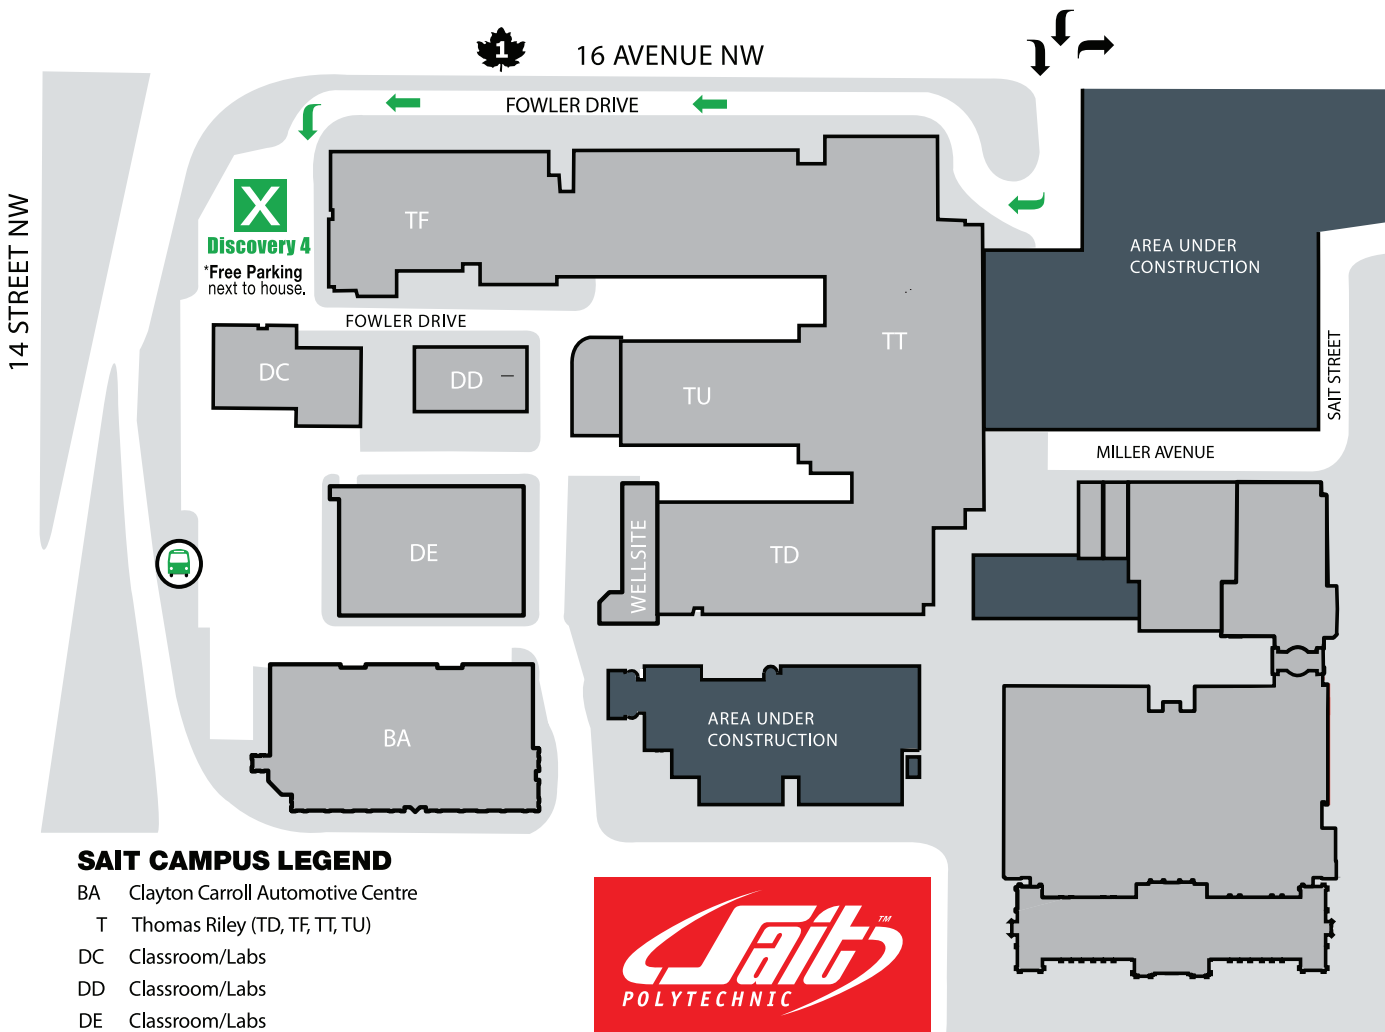 1
16 AVENUE NW
FOWLER DRIVE
14 STREET NW
X
Discovery 4
*Free Parking
next to house.
TF
AREA UNDER
CONSTRUCTION
FOWLER DRIVE
TT
SAIT STREET
DC
DD
TU
MILLER AVENUE
DE
WELLSITE
TD
BA
AREA UNDER
CONSTRUCTION
SAIT CAMPUS LEGEND
BA Clayton Carroll Automotive Centre
T Thomas Riley (TD, TF, TT, TU)
DC Classroom/Labs
DD Classroom/Labs
DE Classroom/Labs
Sait™
POLYTECHNIC